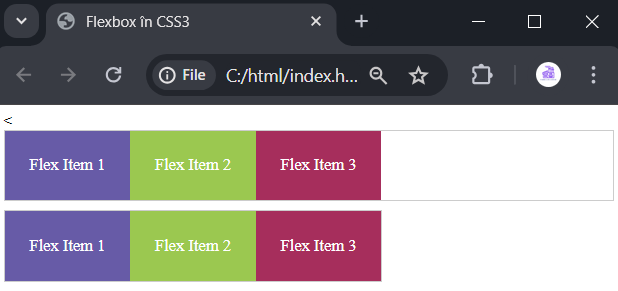 Flexbox în CSS3
File C:/html/index.h...
<
Flex Item 1 Flex Item 2 Flex Item 3
Flex Item 1 Flex Item 2 Flex Item 3